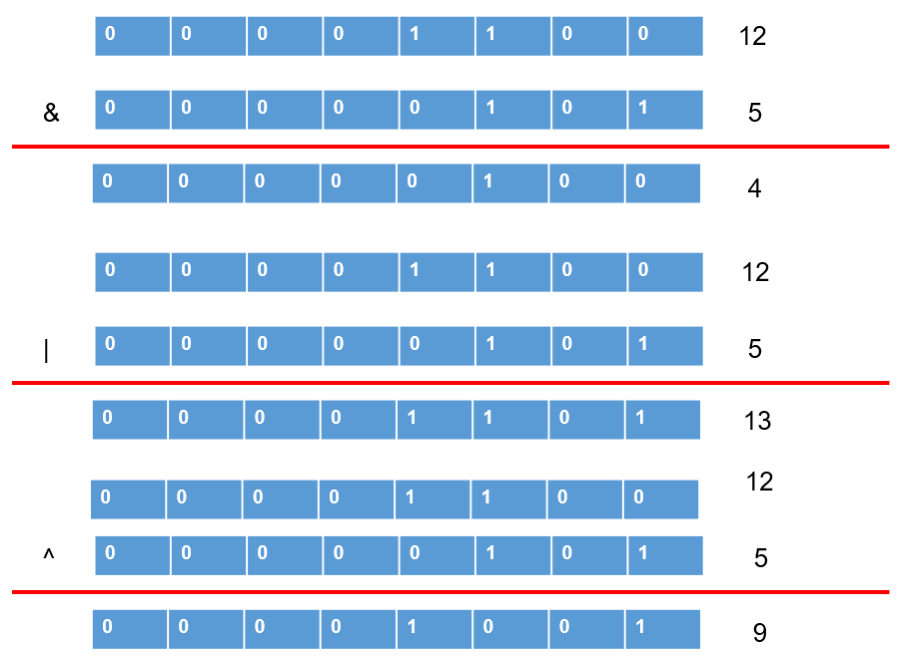 0 0 0 0 1 1 0 0 12
& 0 0 0 0 0 1 0 1 5
0 0 0 0 0 1 0 0 4
0 0 0 0 1 1 0 0 12
| 0 0 0 0 0 1 0 1 5
0 0 0 0 1 1 0 1 13
0 0 0 0 1 1 0 0 12
^ 0 0 0 0 0 1 0 1 5
0 0 0 0 1 0 0 1 9